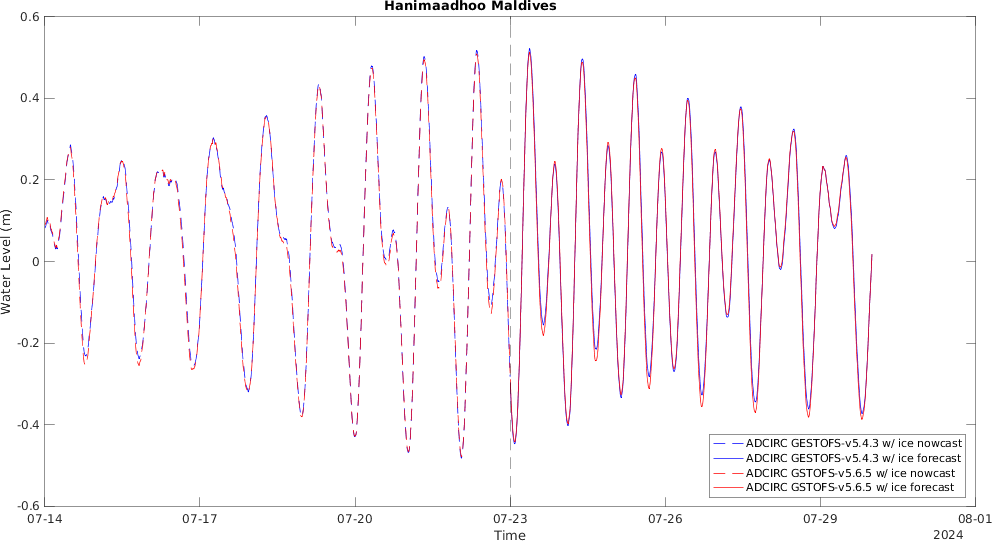 Hanimaadhoo Maldives
0.6
0.4
0.2
0
-0.2
-0.4
-0.6
Water Level (m)
ADCIRC GESTOFS-v5.4.3 w/ ice nowcast
ADCIRC GESTOFS-v5.4.3 w/ ice forecast
ADCIRC GSTOFS-v5.6.5 w/ ice nowcast
ADCIRC GSTOFS-v5.6.5 w/ ice forecast
07-14 07-17 07-20 07-23 07-26 07-29 08-01
Time
2024